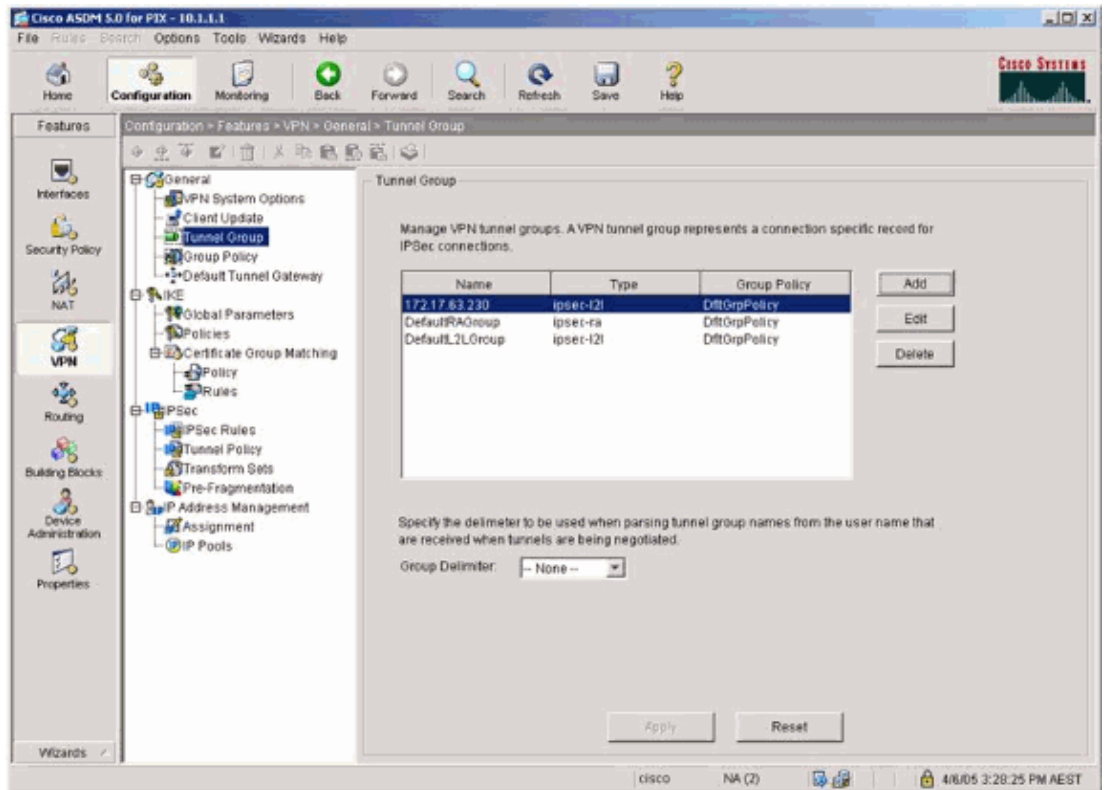 Cisco ASDM 5.0 for PIX - 10.1.1.1
File Rules Search Options Tools Wizards Help
Home Configuration Monitoring Back Forward Search Refresh Save Help
CISCO SYSTEMS
Features
Configuration > Features > VPN > General > Tunnel Group
Interfaces
Security Policy
NAT
VPN
Routing
Building Blocks
Device Administration
Properties
Wizards
General
VPN System Options
Client Update
Tunnel Group
Group Policy
Default Tunnel Gateway
IKE
Global Parameters
Policies
Certificate Group Matching
Policy
Rules
IPSec
IPSec Rules
Tunnel Policy
Transform Sets
Pre-Fragmentation
IP Address Management
Assignment
IP Pools
Tunnel Group
Manage VPN tunnel groups. A VPN tunnel group represents a connection specific record for
IPSec connections.
Name Type Group Policy
172.17.63.230 ipsec-l2l DfltGrpPolicy
DefaultRAGroup ipsec-ra DfltGrpPolicy
DefaultL2LGroup ipsec-l2l DfltGrpPolicy
Add
Edit
Delete
Specify the delimeter to be used when parsing tunnel group names from the user name that
are received when tunnels are being negotiated.
Group Delimiter: -- None --
Apply Reset
cisco NA (2) 4/6/05 3:28:25 PM AEST